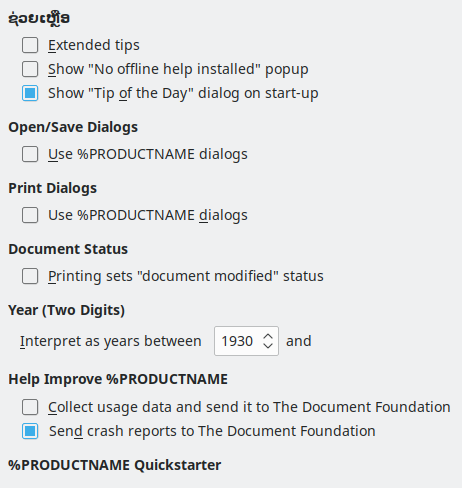 ຊ່ວຍເຫຼືອ
Extended tips
Show "No offline help installed" popup
Show "Tip of the Day" dialog on start-up
Open/Save Dialogs
Use %PRODUCTNAME dialogs
Print Dialogs
Use %PRODUCTNAME dialogs
Document Status
Printing sets "document modified" status
Year (Two Digits)
Interpret as years between 1930 and
Help Improve %PRODUCTNAME
Collect usage data and send it to The Document Foundation
Send crash reports to The Document Foundation
%PRODUCTNAME Quickstarter